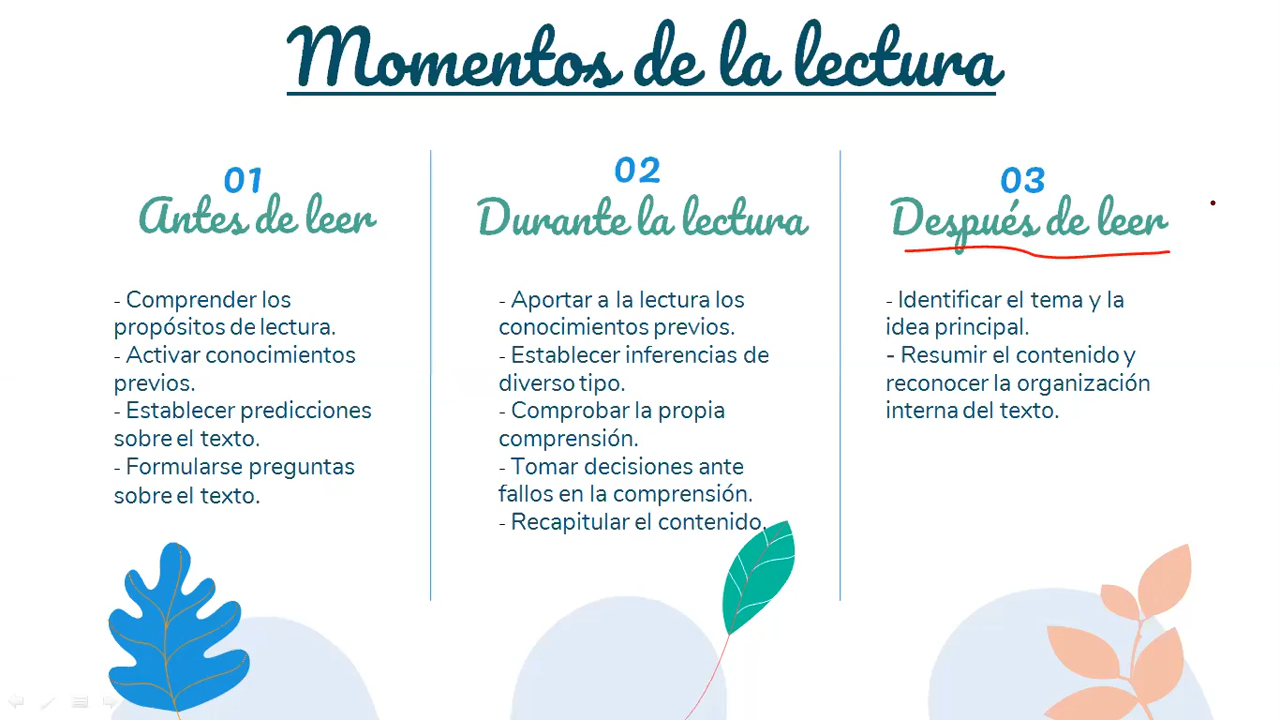 Momentos de la lectura
01
Antes de leer
- Comprender los
propósitos de lectura.
- Activar conocimientos
previos.
- Establecer predicciones
sobre el texto.
- Formularse preguntas
sobre el texto.
02
Durante la lectura
- Aportar a la lectura los
conocimientos previos.
- Establecer inferencias de
diverso tipo.
- Comprobar la propia
comprensión.
- Tomar decisiones ante
fallos en la comprensión.
- Recapitular el contenido.
03
Después de leer
- Identificar el tema y la
idea principal.
- Resumir el contenido y
reconocer la organización
interna del texto.